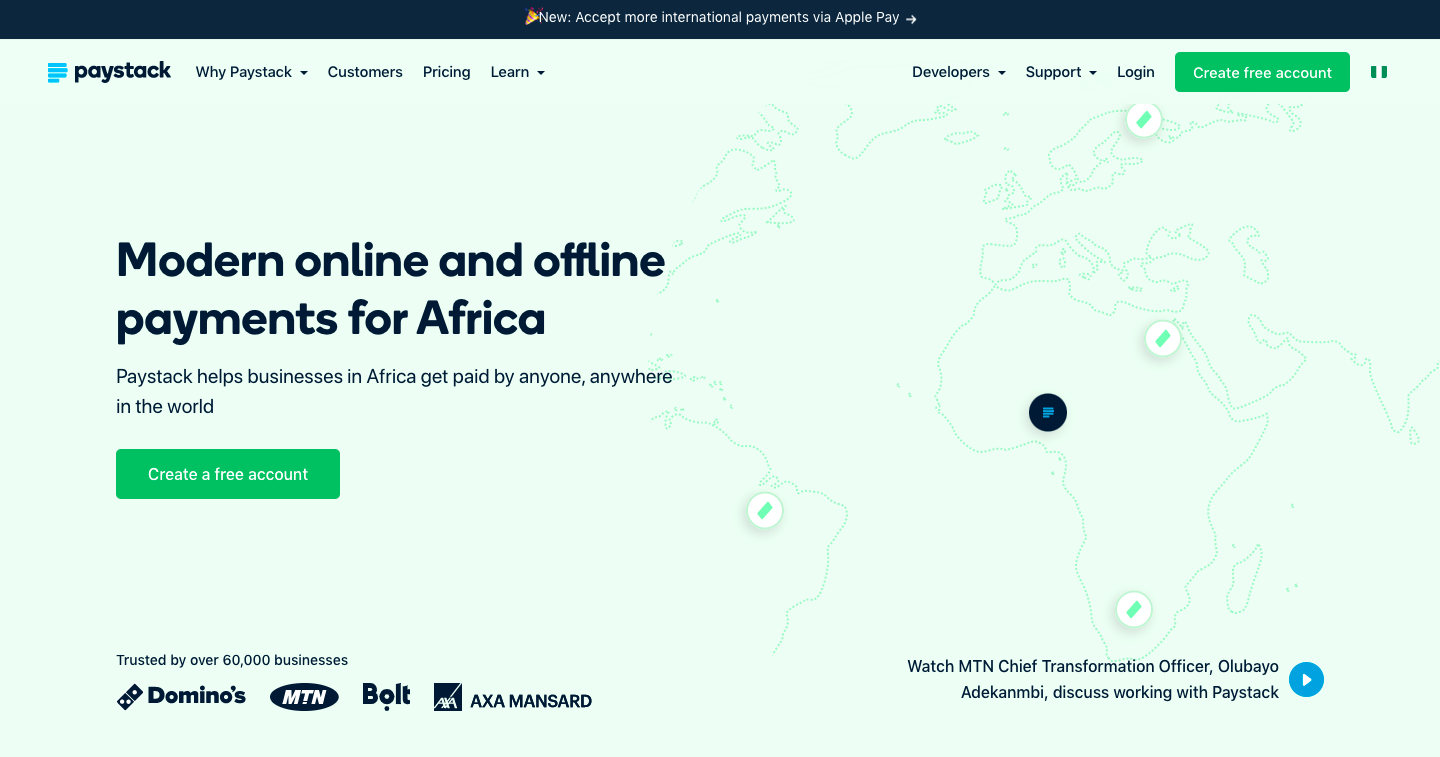 🎉New: Accept more international payments via Apple Pay →
paystack Why Paystack Customers Pricing Learn Developers Support Login Create free account
Modern online and offline
payments for Africa
Paystack helps businesses in Africa get paid by anyone, anywhere
in the world
Create a free account
Trusted by over 60,000 businesses
Domino's MTN Bolt AXA AXA MANSARD
Watch MTN Chief Transformation Officer, Olubayo
Adekanmbi, discuss working with Paystack